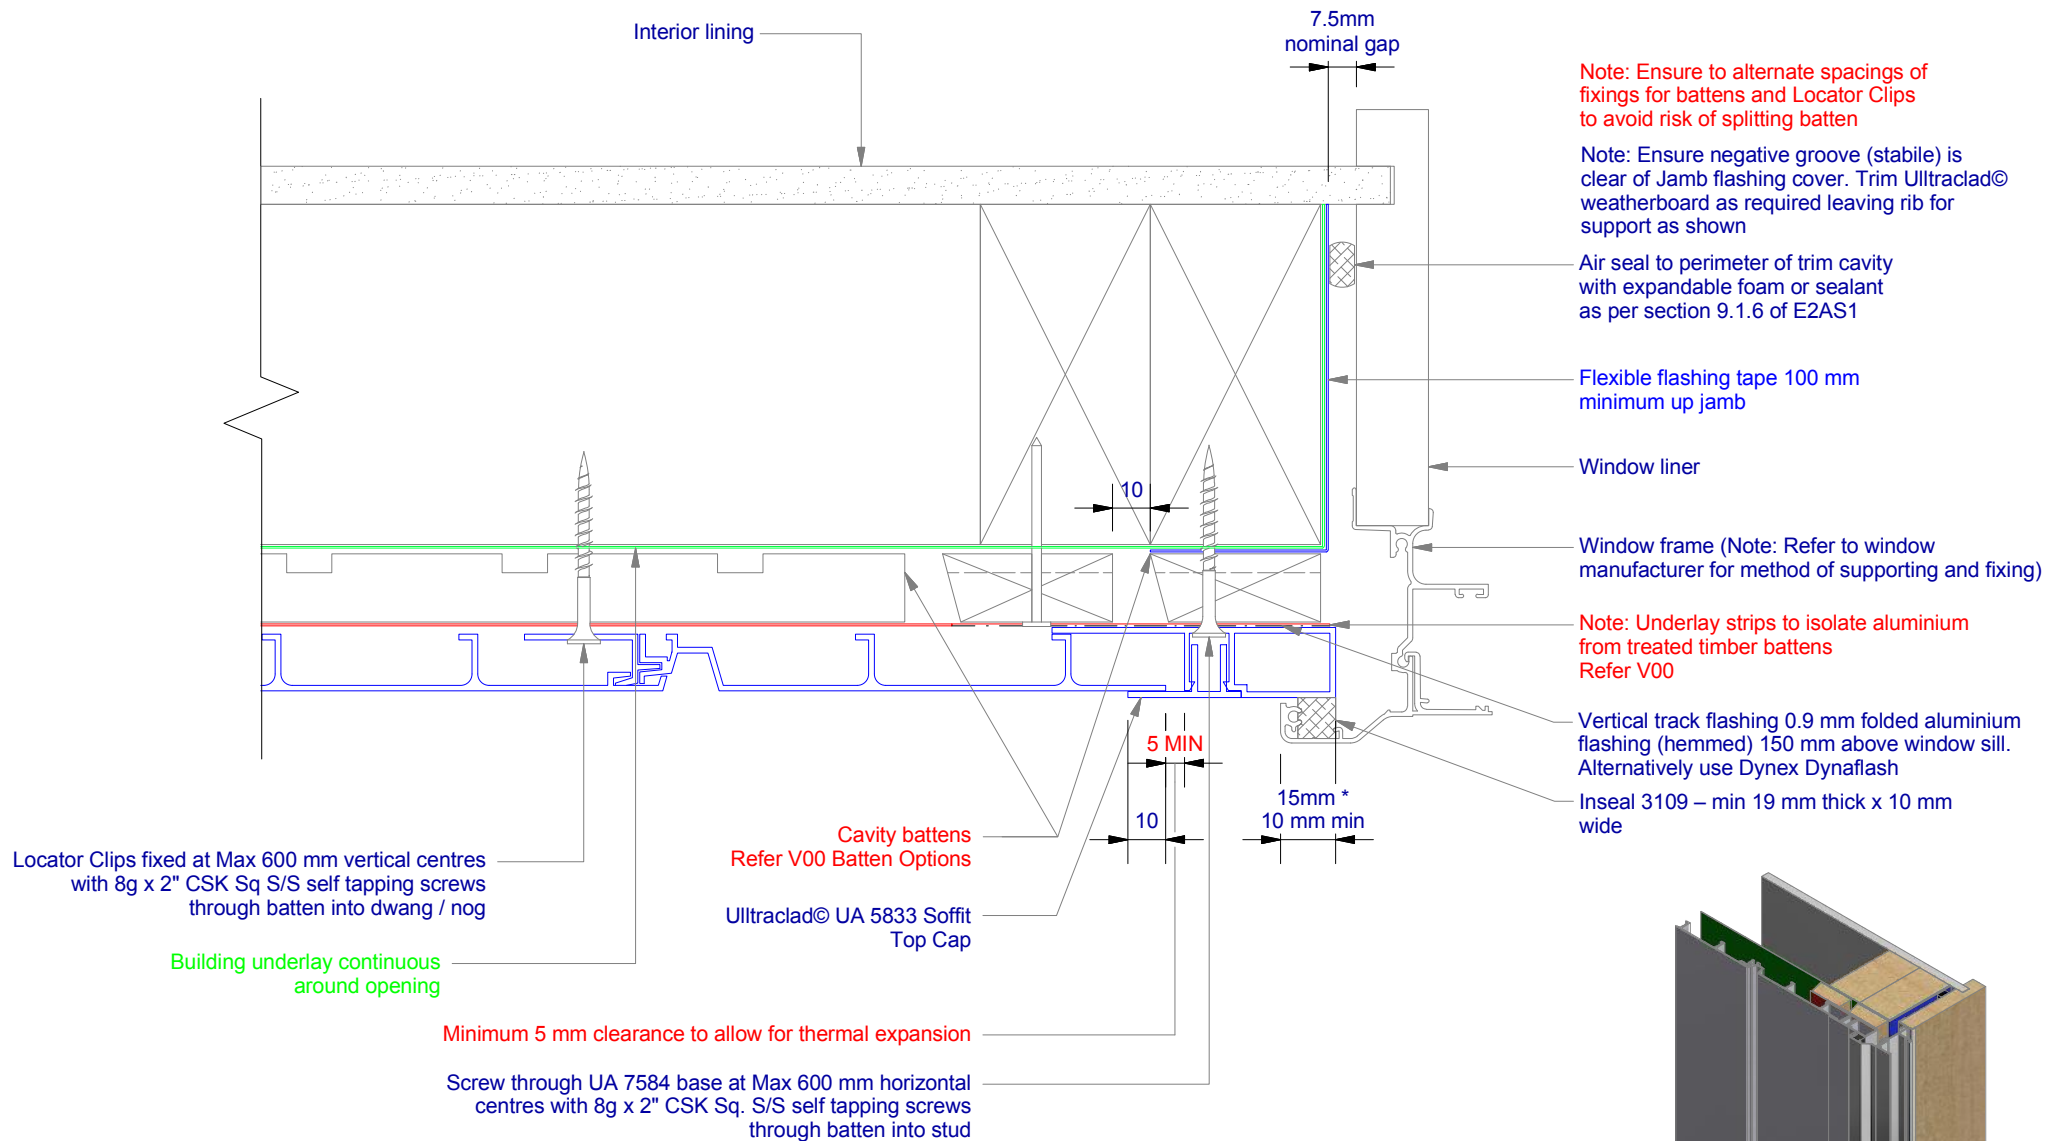 Interior lining
7.5mm
nominal gap
Note: Ensure to alternate spacings of
fixings for battens and Locator Clips
to avoid risk of splitting batten
Note: Ensure negative groove (stabile) is
clear of Jamb flashing cover. Trim Ulltraclad©
weatherboard as required leaving rib for
support as shown
Air seal to perimeter of trim cavity
with expandable foam or sealant
as per section 9.1.6 of E2AS1
Flexible flashing tape 100 mm
minimum up jamb
Window liner
10
Window frame (Note: Refer to window
manufacturer for method of supporting and fixing)
Note: Underlay strips to isolate aluminium
from treated timber battens
Refer V00
Vertical track flashing 0.9 mm folded aluminium
flashing (hemmed) 150 mm above window sill.
Alternatively use Dynex Dynaflash
Inseal 3109 – min 19 mm thick x 10 mm
wide
5 MIN
15mm *
10 mm min
10
Cavity battens
Refer V00 Batten Options
Locator Clips fixed at Max 600 mm vertical centres
with 8g x 2" CSK Sq S/S self tapping screws
through batten into dwang / nog
Ulltraclad© UA 5833 Soffit
Top Cap
Building underlay continuous
around opening
Minimum 5 mm clearance to allow for thermal expansion
Screw through UA 7584 base at Max 600 mm horizontal
centres with 8g x 2" CSK Sq. S/S self tapping screws
through batten into stud